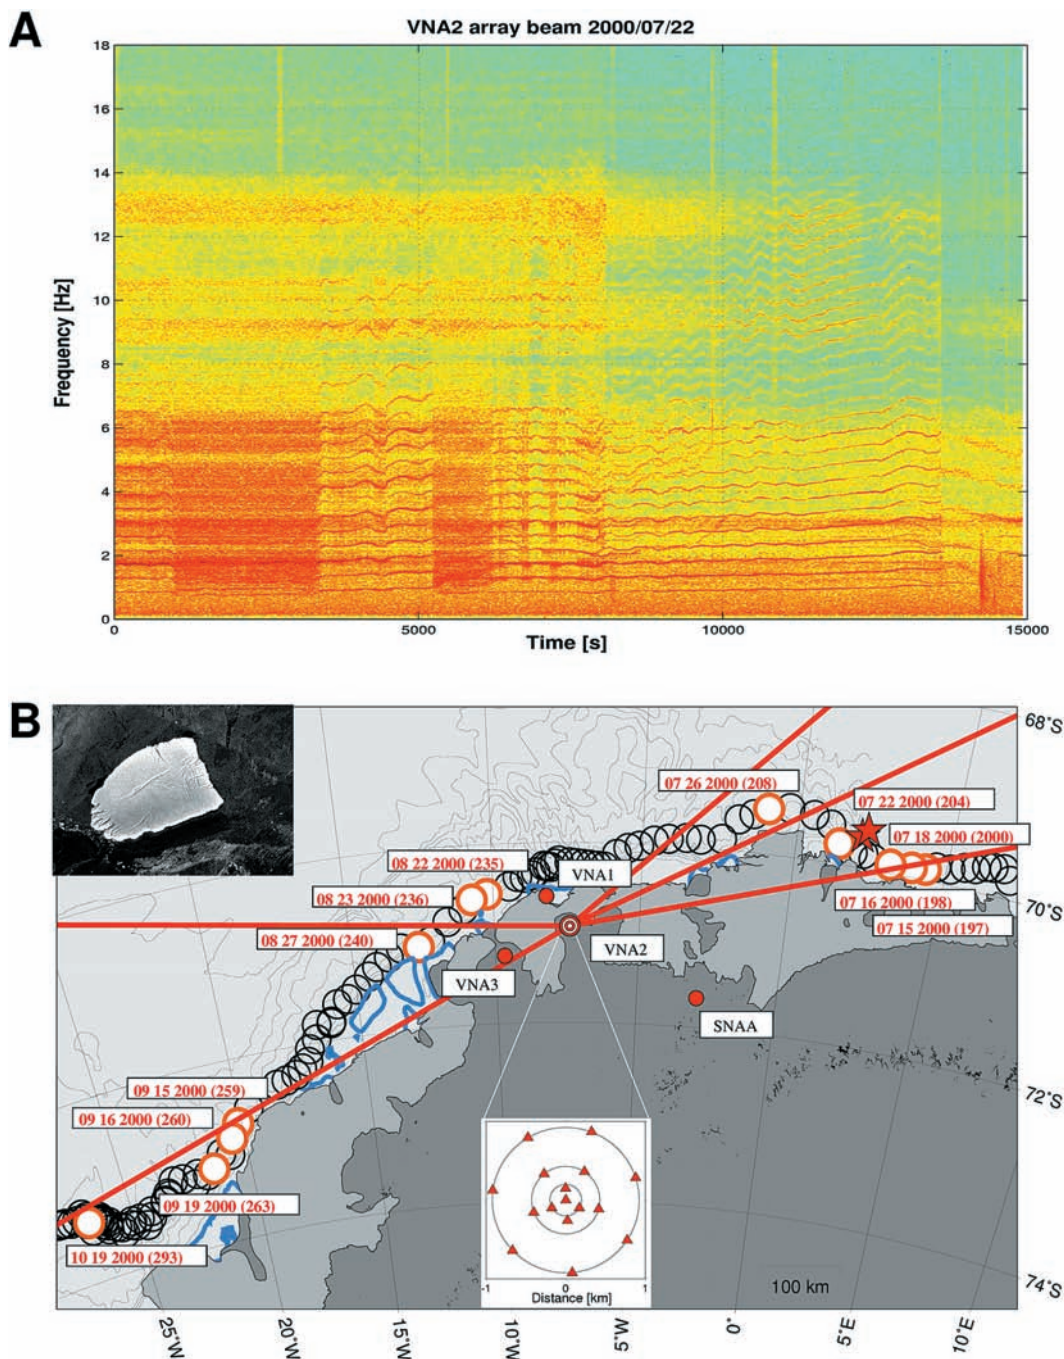 A
VNA2 array beam 2000/07/22
18
16
14
12
10
8
6
4
2
0
Frequency [Hz]
0 5000 10000 15000
Time [s]
B
68°S
07 26 2000 (208)
07 22 2000 (204)
07 18 2000 (2000)
08 22 2000 (235)
VNA1
08 23 2000 (236)
07 16 2000 (198)
70°S
07 15 2000 (197)
08 27 2000 (240)
VNA2
VNA3
SNAA
09 15 2000 (259)
72°S
09 16 2000 (260)
09 19 2000 (263)
10 19 2000 (293)
-1 0 1
Distance [km]
100 km
74°S
25°W 20°W 15°W 10°W 5°W 0° 5°E 10°E